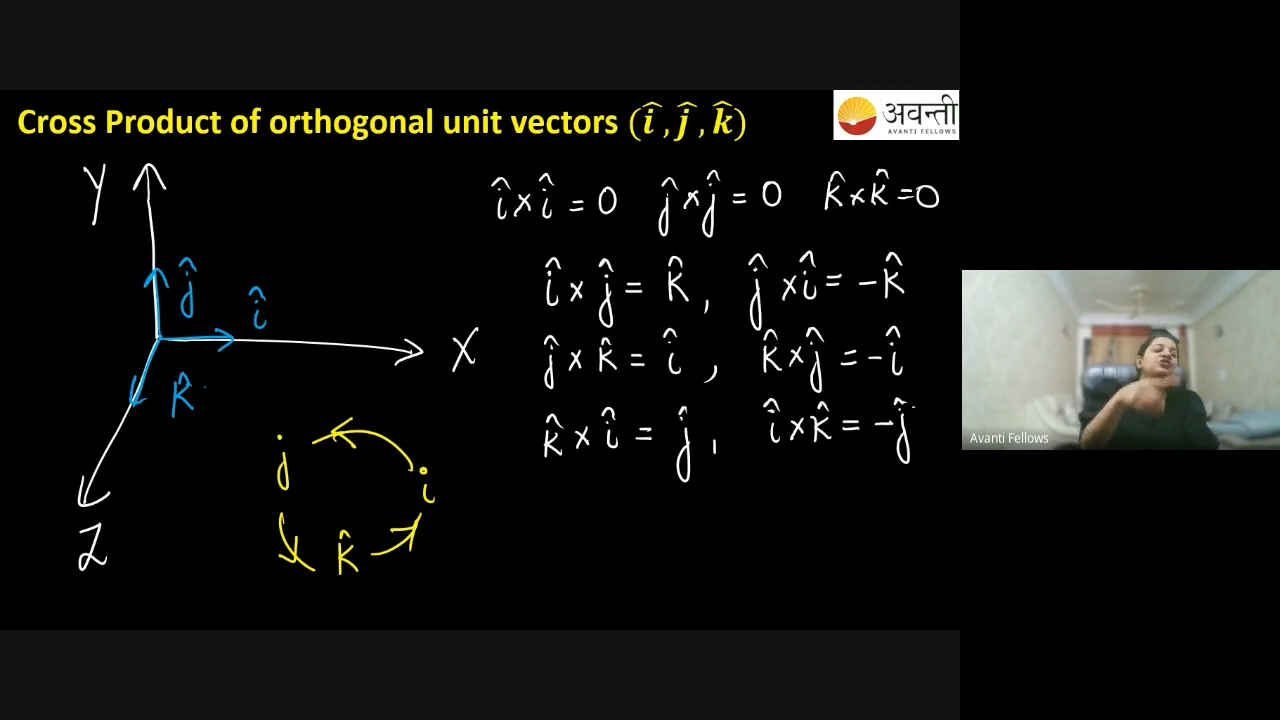 Cross Product of orthogonal unit vectors (î, ĵ, k̂)
अवन्ती
AVANTI FELLOWS
Y
ĵ
î
X
k̂
Z
j
i
k̂
î × î = 0 ĵ × ĵ = 0 k̂ × k̂ = 0
î × ĵ = k̂, ĵ × î = -k̂
ĵ × k̂ = î, k̂ × ĵ = -î
k̂ × î = ĵ, î × k̂ = -ĵ
Avanti Fellows